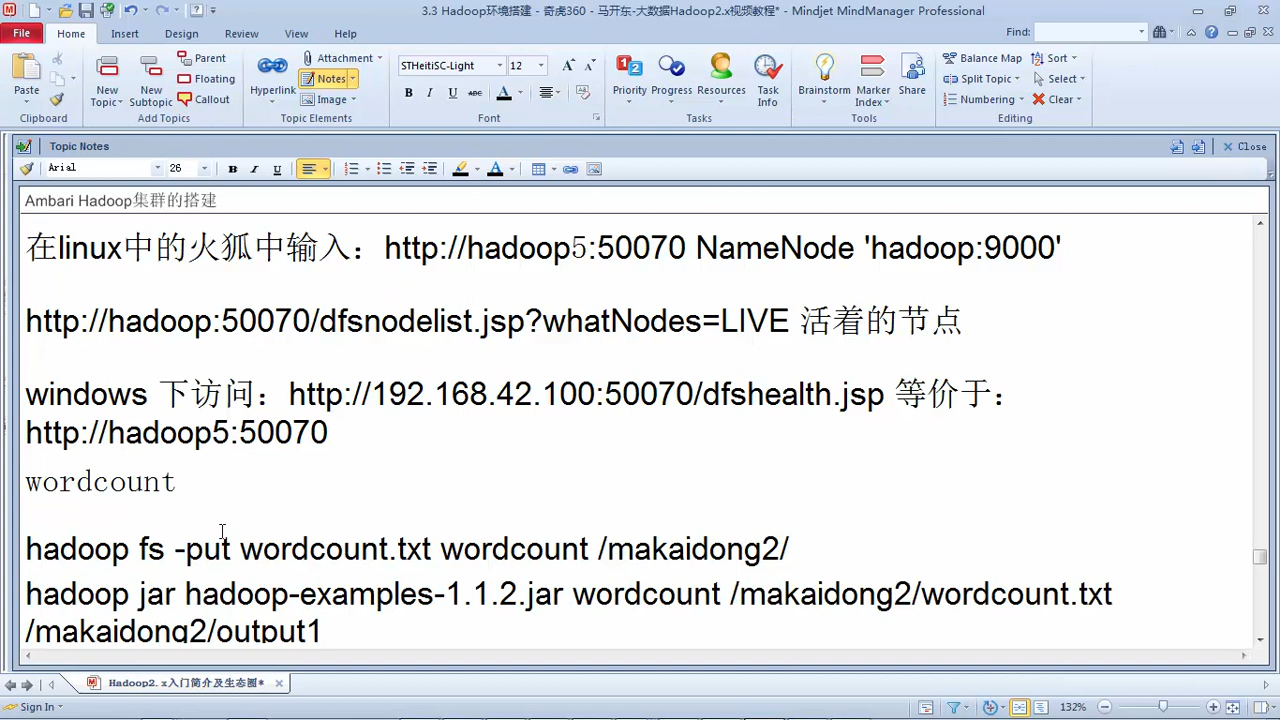 3.3 Hadoop环境搭建 - 奇虎360 - 马开东-大数据Hadoop2.x视频教程* - Mindjet MindManager Professional
File Home Insert Design Review View Help Find:
Paste New Topic New Subtopic Parent Floating Callout Hyperlink Attachment Notes Image STHeitiSC-Light 12 Priority Progress Resources Task Info Brainstorm Marker Index Share Balance Map Split Topic Numbering Sort Select Clear
Clipboard Add Topics Topic Elements Font Tasks Tools Editing
Topic Notes Close
Arial 26
Ambari Hadoop集群的搭建
在linux中的火狐中输入：http://hadoop5:50070 NameNode 'hadoop:9000'
http://hadoop:50070/dfsnodelist.jsp?whatNodes=LIVE 活着的节点
windows 下访问：http://192.168.42.100:50070/dfshealth.jsp 等价于：
http://hadoop5:50070
wordcount
hadoop fs -put wordcount.txt wordcount /makaidong2/
hadoop jar hadoop-examples-1.1.2.jar wordcount /makaidong2/wordcount.txt
/makaidong2/output1
Hadoop2.x入门简介及生态圈*
Sign In 132%